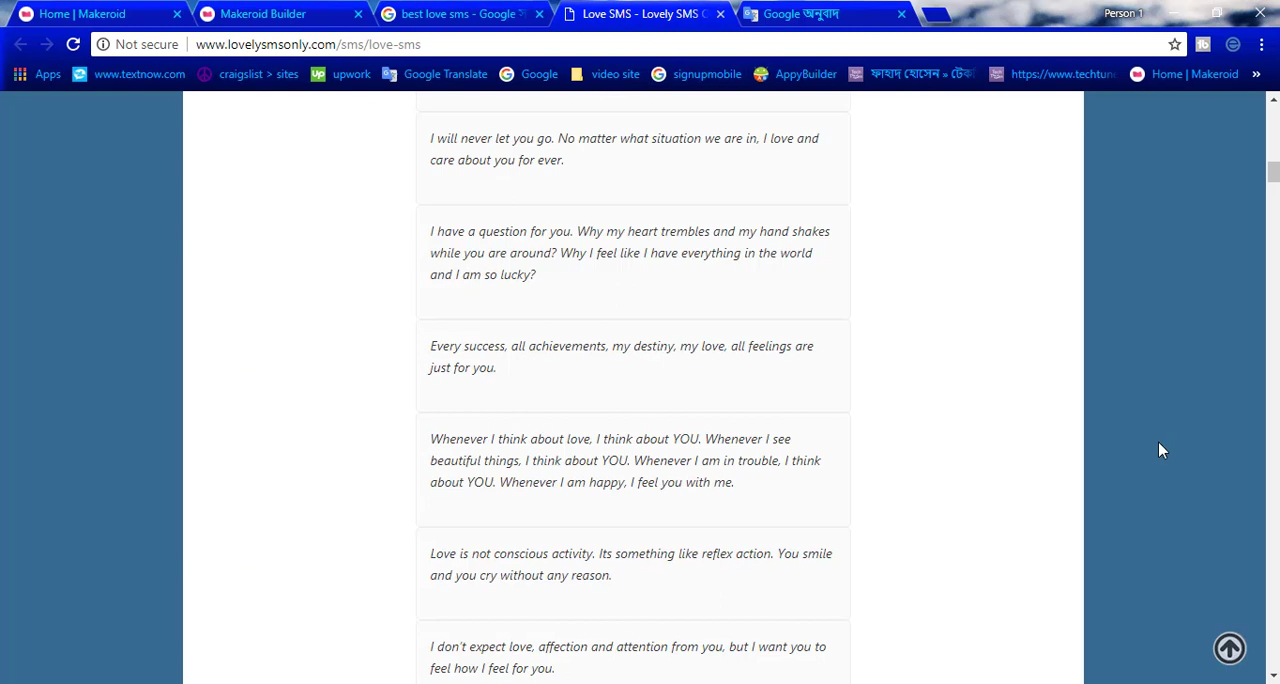 Home | Makeroid
Makeroid Builder
best love sms - Google
Love SMS - Lovely SMS
Google অনুবাদ
Person 1
Not secure
www.lovelysmsonly.com/sms/love-sms
Apps
www.textnow.com
craigslist > sites
upwork
Google Translate
Google
video site
signupmobile
AppyBuilder
ফাহাদ হোসেন » টেক
https://www.techtun
Home | Makeroid
»
I will never let you go. No matter what situation we are in, I love and
care about you for ever.
I have a question for you. Why my heart trembles and my hand shakes
while you are around? Why I feel like I have everything in the world
and I am so lucky?
Every success, all achievements, my destiny, my love, all feelings are
just for you.
Whenever I think about love, I think about YOU. Whenever I see
beautiful things, I think about YOU. Whenever I am in trouble, I think
about YOU. Whenever I am happy, I feel you with me.
Love is not conscious activity. Its something like reflex action. You smile
and you cry without any reason.
I don't expect love, affection and attention from you, but I want you to
feel how I feel for you.